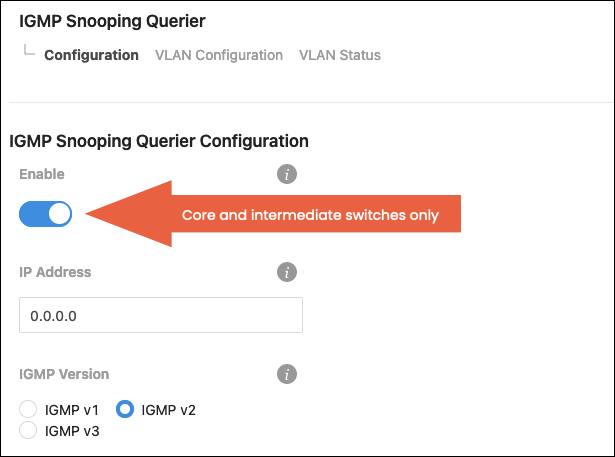 IGMP Snooping Querier
Configuration VLAN Configuration VLAN Status
IGMP Snooping Querier Configuration
Enable i
Core and intermediate switches only
IP Address i
0.0.0.0
IGMP Version i
IGMP v1 IGMP v2
IGMP v3